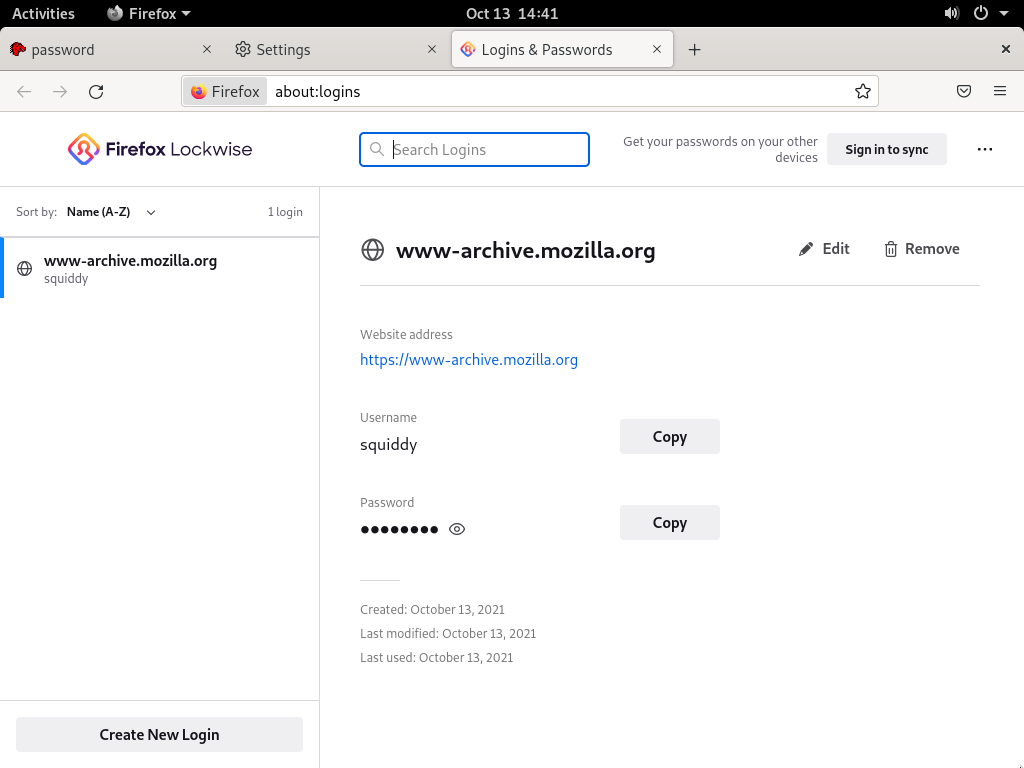 Activities Firefox Oct 13 14:41
password Settings Logins & Passwords
Firefox about:logins
Firefox Lockwise Search Logins Get your passwords on your other devices Sign in to sync
Sort by: Name (A-Z) 1 login
www-archive.mozilla.org
squiddy
www-archive.mozilla.org Edit Remove
Website address
https://www-archive.mozilla.org
Username
squiddy Copy
Password
●●●●●●●● Copy
Created: October 13, 2021
Last modified: October 13, 2021
Last used: October 13, 2021
Create New Login